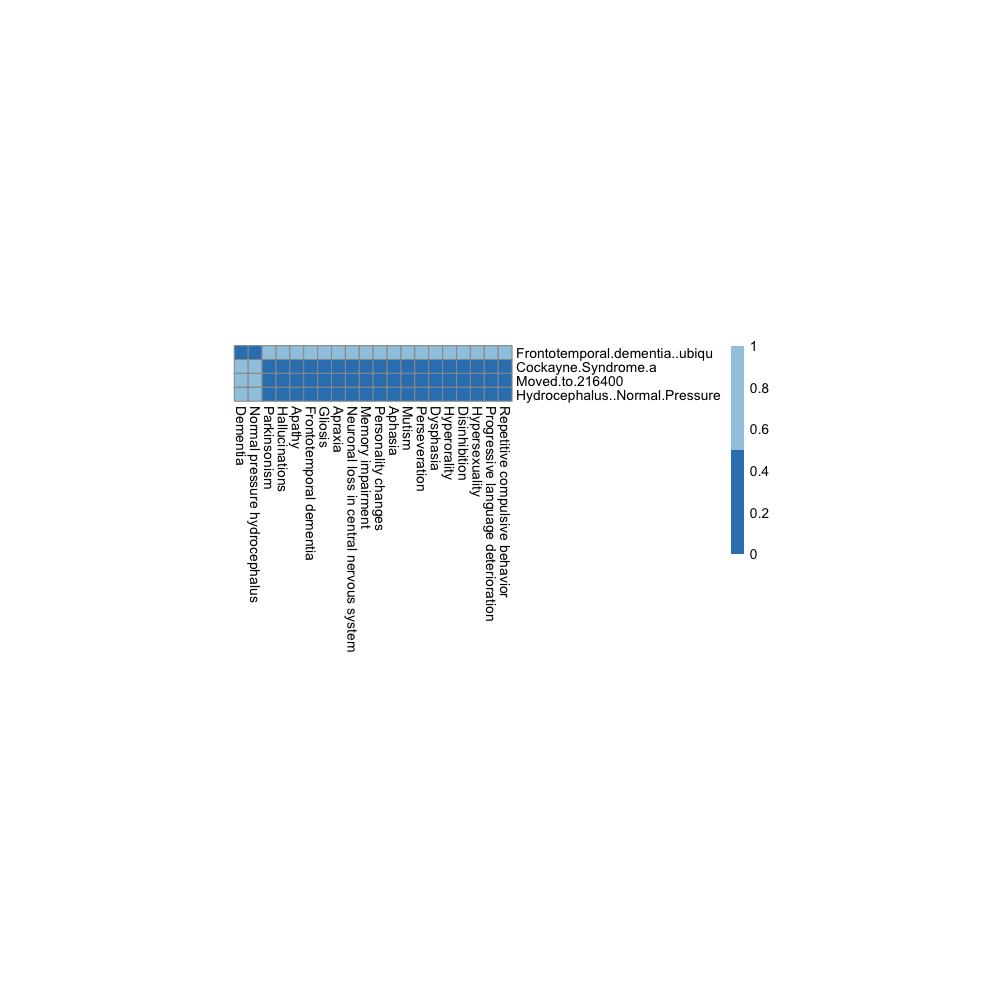 Frontotemporal.dementia..ubiqu
Cockayne.Syndrome.a
Moved.to.216400
Hydrocephalus..Normal.Pressure
1
0.8
0.6
0.4
0.2
0
Dementia
Normal pressure hydrocephalus
Parkinsonism
Hallucinations
Apathy
Frontotemporal dementia
Gliosis
Apraxia
Neuronal loss in central nervous system
Memory impairment
Personality changes
Aphasia
Mutism
Perseveration
Dysphasia
Hyperorality
Disinhibition
Hypersexuality
Progressive language deterioration
Repetitive compulsive behavior